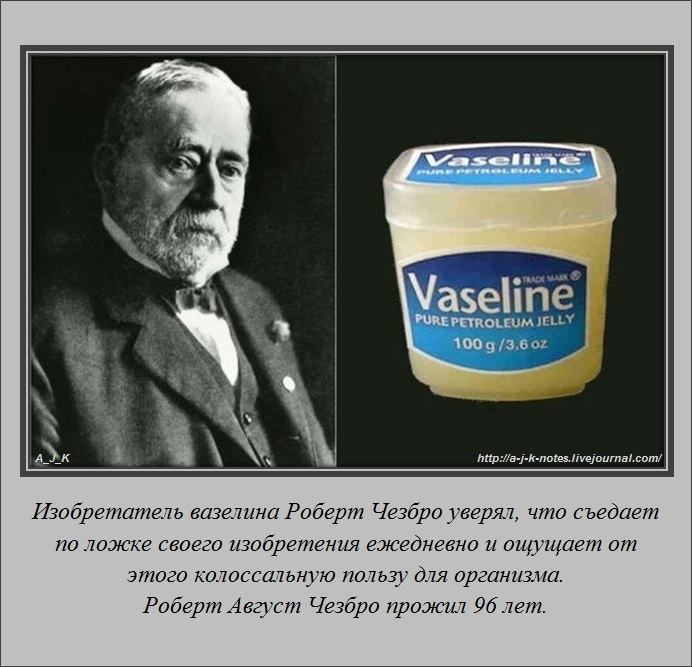 Vaseline
TRADE MARK ®
PURE PETROLEUM JELLY
Vaseline
TRADE MARK ®
PURE PETROLEUM JELLY
100 g/3.6 oz
A_J_K
http://a-j-k-notes.livejournal.com/
Изобретатель вазелина Роберт Чезбро уверял, что съедает
по ложке своего изобретения ежедневно и ощущает от
этого колоссальную пользу для организма.
Роберт Август Чезбро прожил 96 лет.